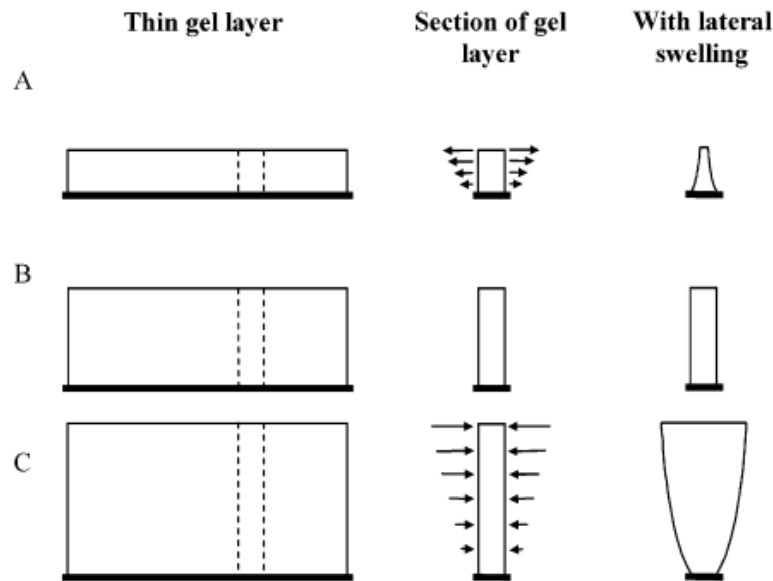 Thin gel layer
Section of gel
layer
With lateral
swelling
A
B
C